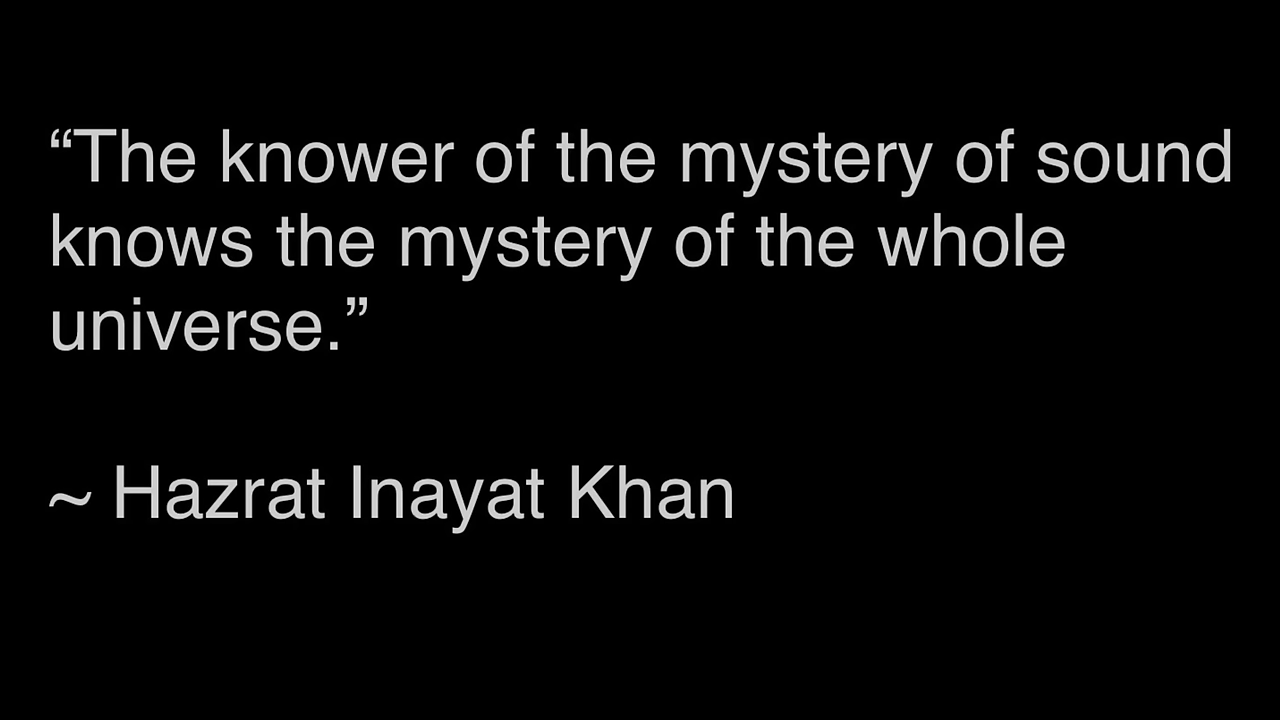 “The knower of the mystery of sound
knows the mystery of the whole
universe.”
~ Hazrat Inayat Khan